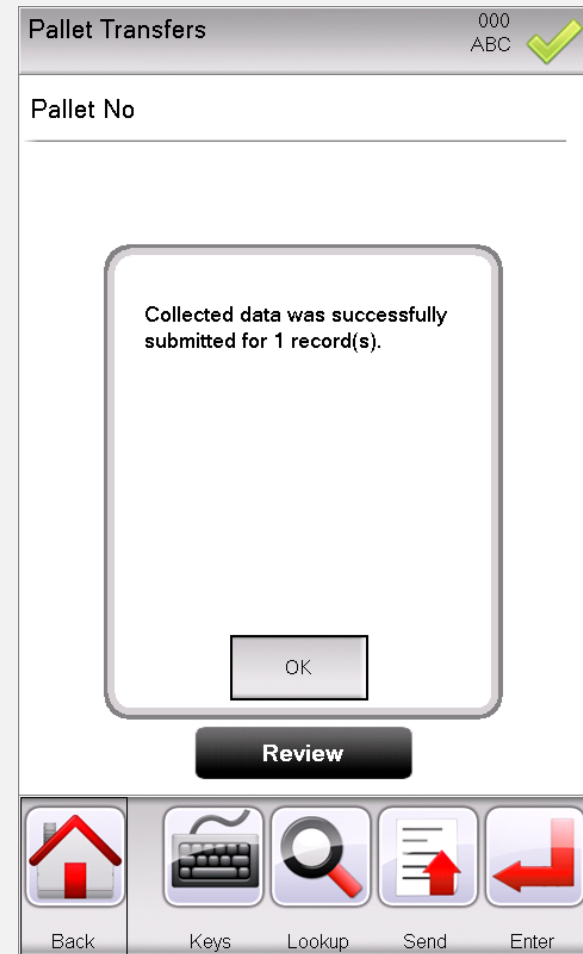 Pallet Transfers
000
ABC
Pallet No
Collected data was successfully
submitted for 1 record(s).
OK
Review
Back Keys Lookup Send Enter